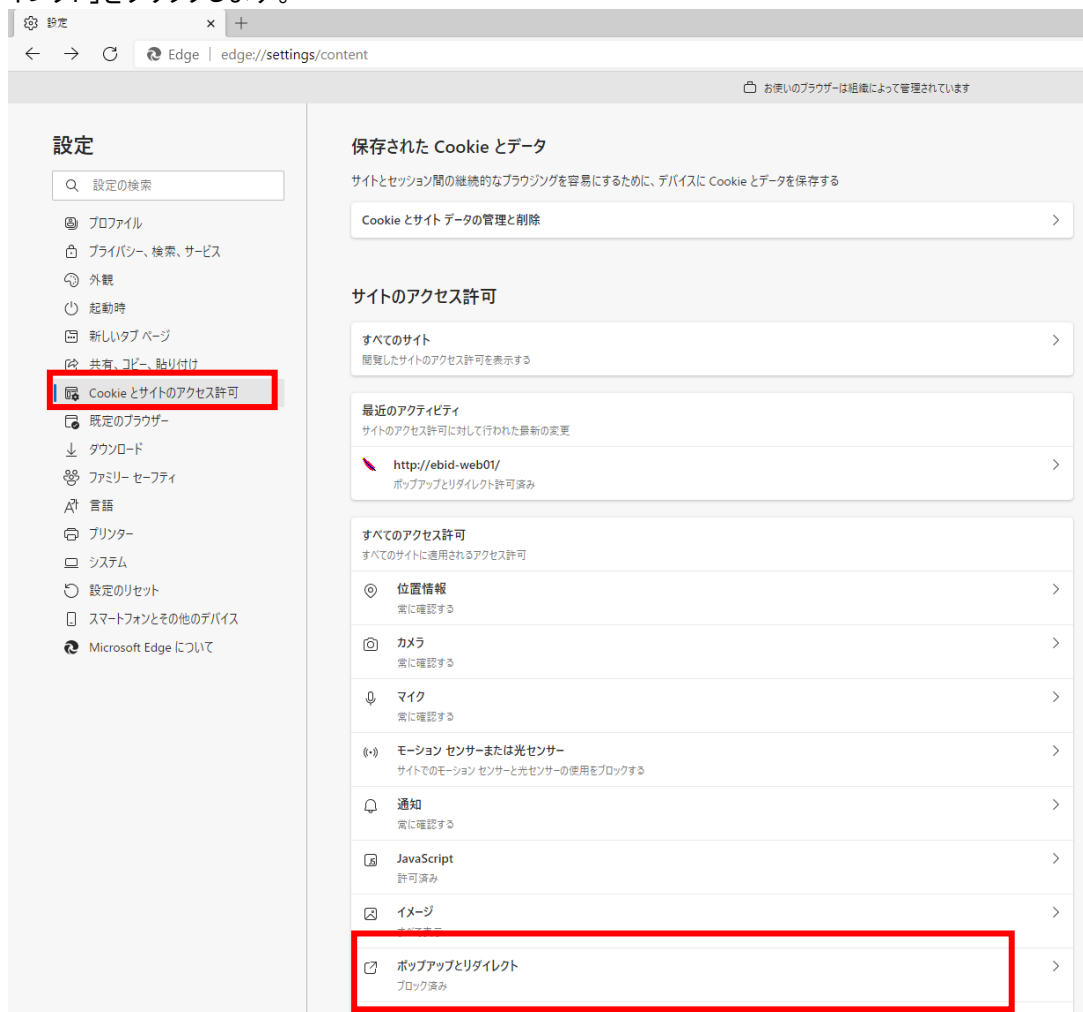 設定
Edge | edge://settings/content
お使いのブラウザーは組織によって管理されています
設定
設定の検索
プロファイル
プライバシー、検索、サービス
外観
起動時
新しいタブ ページ
共有、コピー、貼り付け
Cookie とサイトのアクセス許可
既定のブラウザー
ダウンロード
ファミリー セーフティ
言語
プリンター
システム
設定のリセット
スマートフォンとその他のデバイス
Microsoft Edge について
保存された Cookie とデータ
サイトとセッション間の継続的なブラウジングを容易にするために、デバイスに Cookie とデータを保存する
Cookie とサイト データの管理と削除
サイトのアクセス許可
すべてのサイト
閲覧したサイトのアクセス許可を表示する
最近のアクティビティ
サイトのアクセス許可に対して行われた最新の変更
http://ebid-web01/
ポップアップとリダイレクト許可済み
すべてのアクセス許可
すべてのサイトに適用されるアクセス許可
位置情報
常に確認する
カメラ
常に確認する
マイク
常に確認する
モーション センサーまたは光センサー
サイトでのモーション センサーと光センサーの使用をブロックする
通知
常に確認する
JavaScript
許可済み
イメージ
ポップアップとリダイレクト
ブロック済み